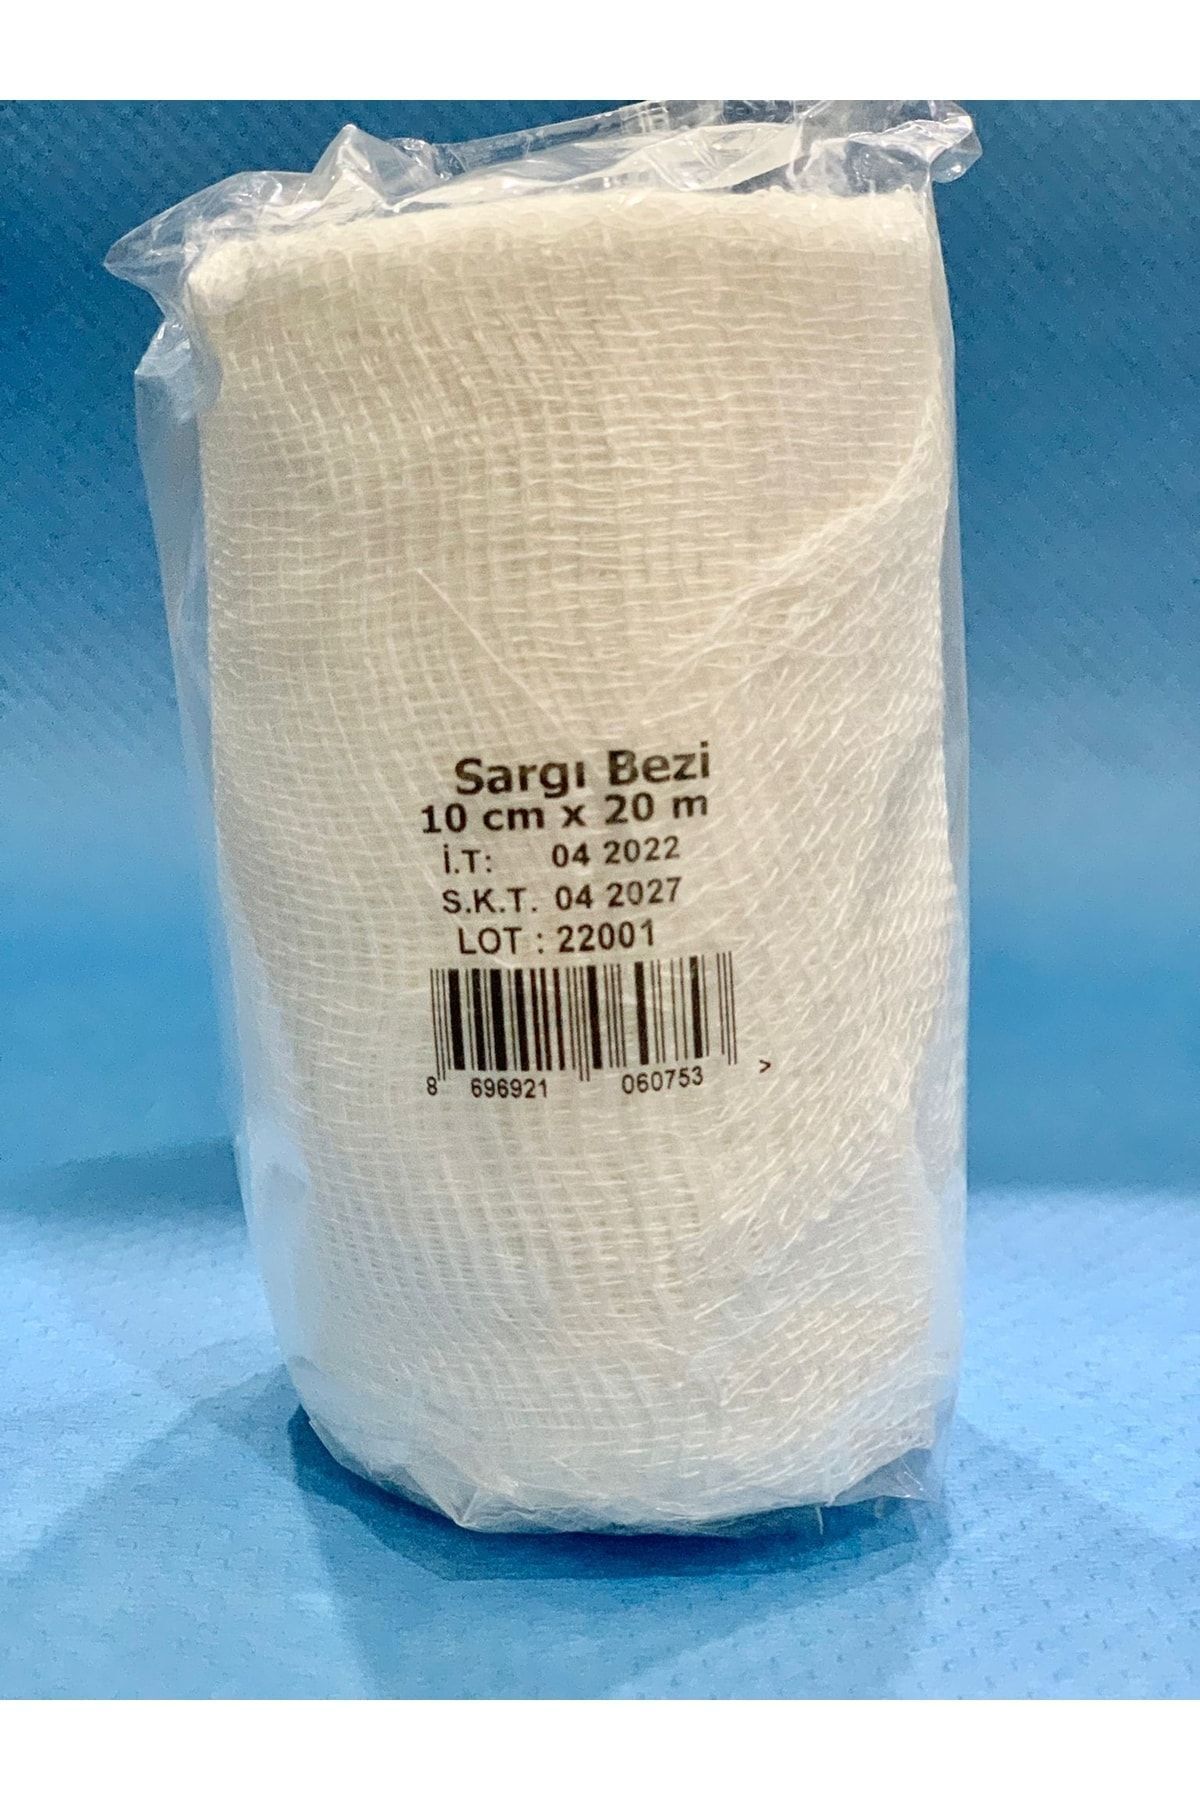 Sargı Bezi
10 cm x 20 m
İ.T: 04 2022
S.K.T. 04 2027
LOT : 22001
8 696921 060753 >